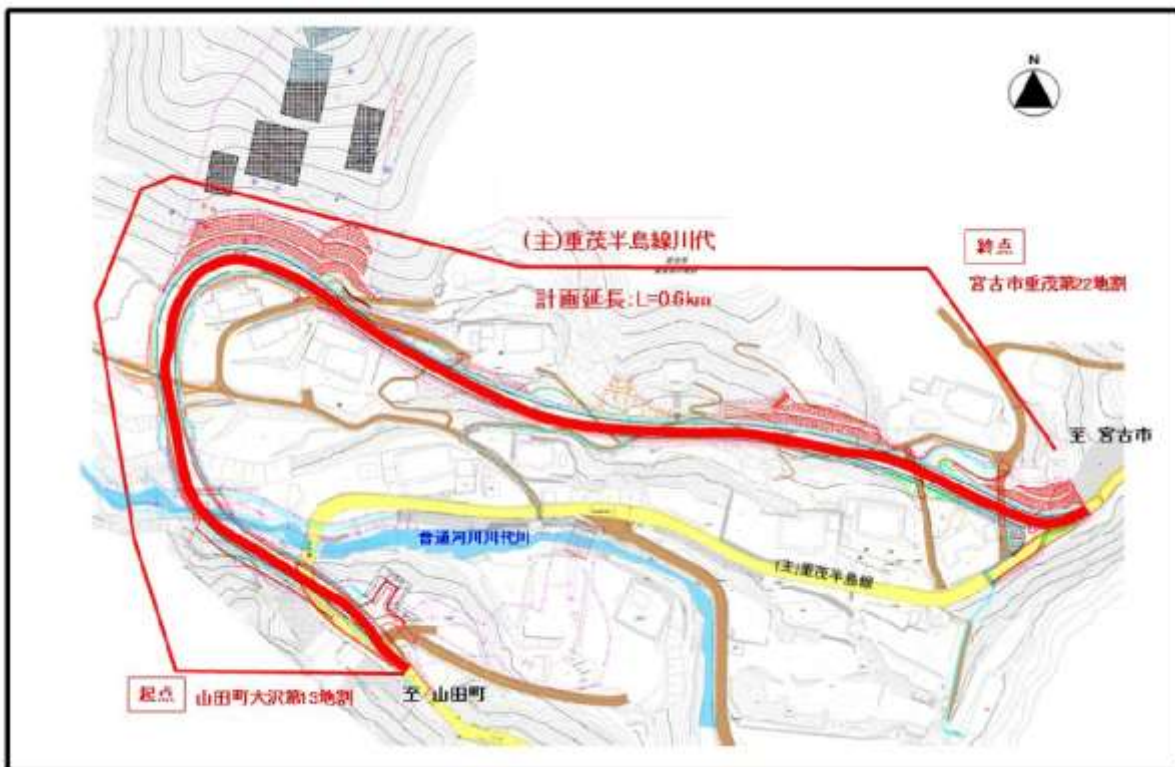 N
(主)重茂半島線川代
計画延長:L=0.6km
終点
宮古市重茂第22地割
至 宮古市
普通河川川代川
(主)重茂半島線
起点
山田町大沢第13地割
至 山田町